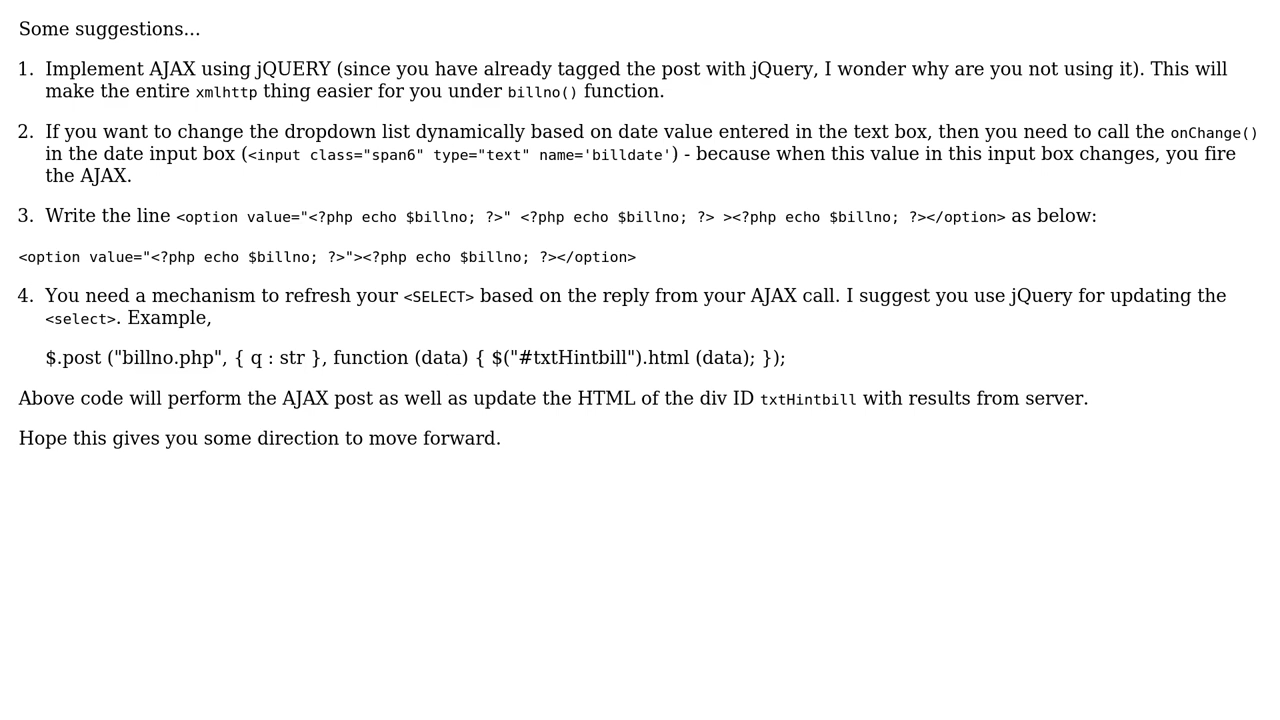 Some suggestions...
1. Implement AJAX using jQUERY (since you have already tagged the post with jQuery, I wonder why are you not using it). This will
make the entire xmlhttp thing easier for you under billno() function.
2. If you want to change the dropdown list dynamically based on date value entered in the text box, then you need to call the onChange()
in the date input box (<input class="span6" type="text" name='billdate') - because when this value in this input box changes, you fire
the AJAX.
3. Write the line <option value="<?php echo $billno; ?>" <?php echo $billno; ?> ><?php echo $billno; ?></option> as below:
<option value="<?php echo $billno; ?>"><?php echo $billno; ?></option>
4. You need a mechanism to refresh your <SELECT> based on the reply from your AJAX call. I suggest you use jQuery for updating the
<select>. Example,
$.post ("billno.php", { q : str }, function (data) { $("#txtHintbill").html (data); });
Above code will perform the AJAX post as well as update the HTML of the div ID txtHintbill with results from server.
Hope this gives you some direction to move forward.